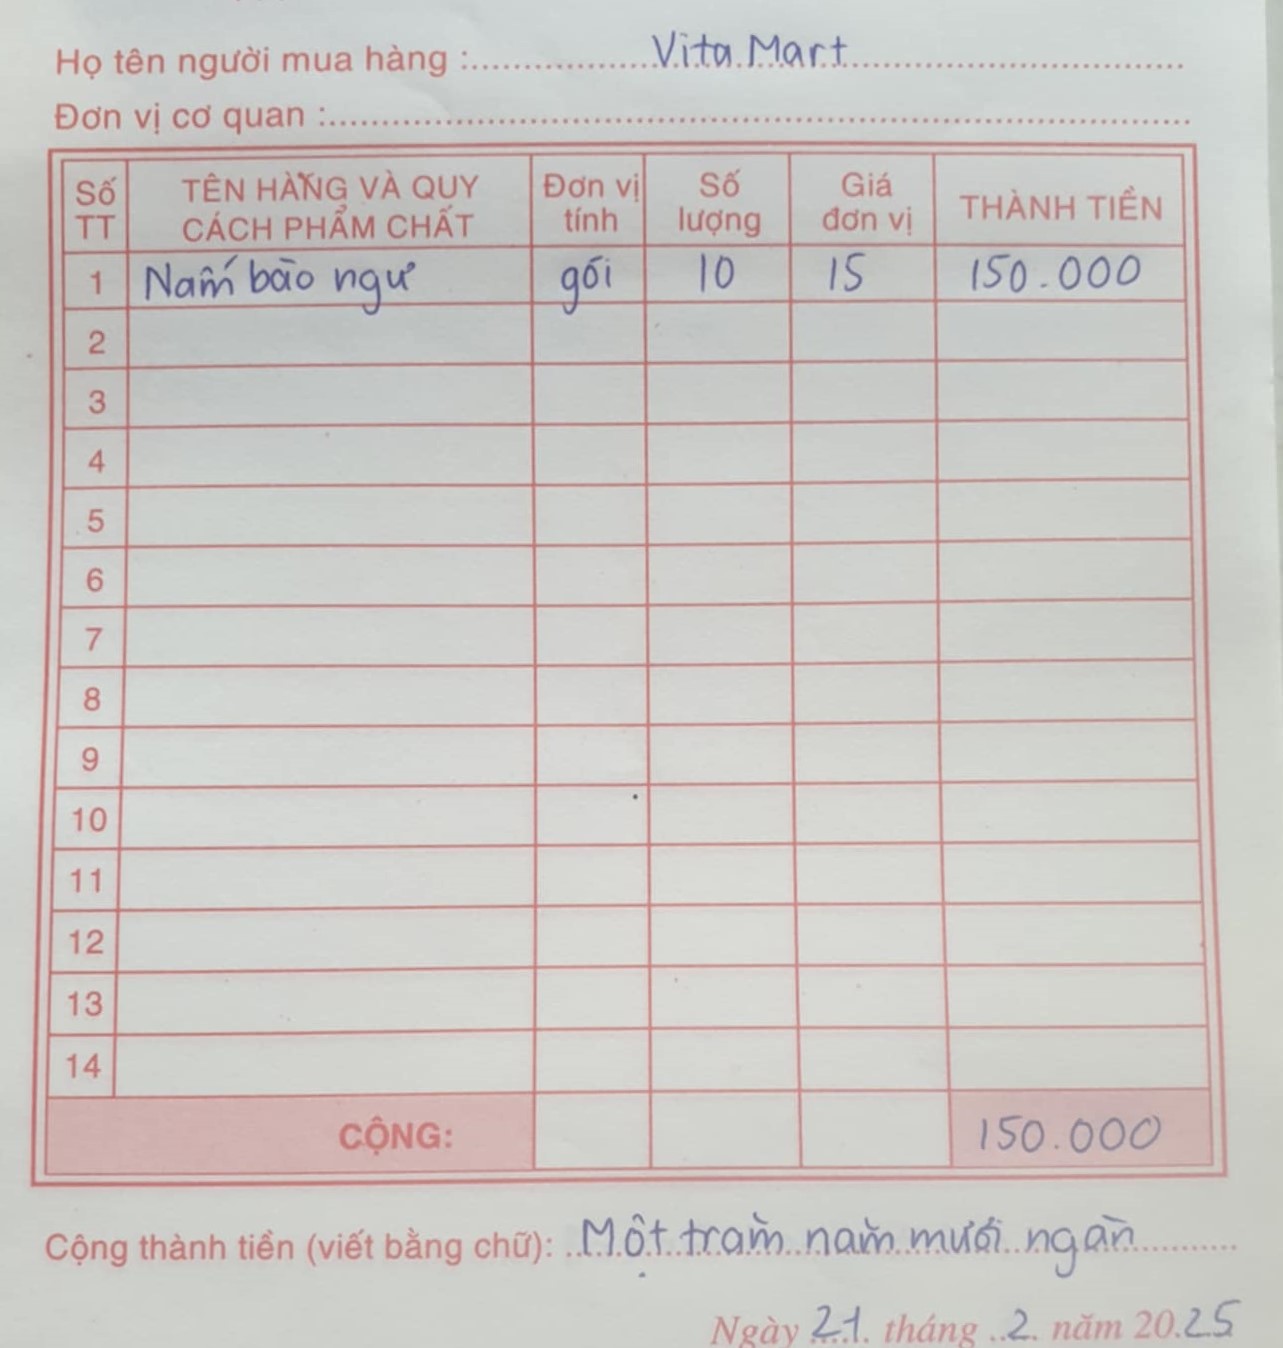 Họ tên người mua hàng : Vita Mart
Đơn vị cơ quan :
Số TT TÊN HÀNG VÀ QUY CÁCH PHẨM CHẤT Đơn vị tính Số lượng Giá đơn vị THÀNH TIỀN
1 Nấm bào ngư gói 10 15 150.000
2
3
4
5
6
7
8
9
10
11
12
13
14
CỘNG: 150.000
Cộng thành tiền (viết bằng chữ): Một trăm năm mươi ngàn
Ngày 21 tháng 2 năm 2025